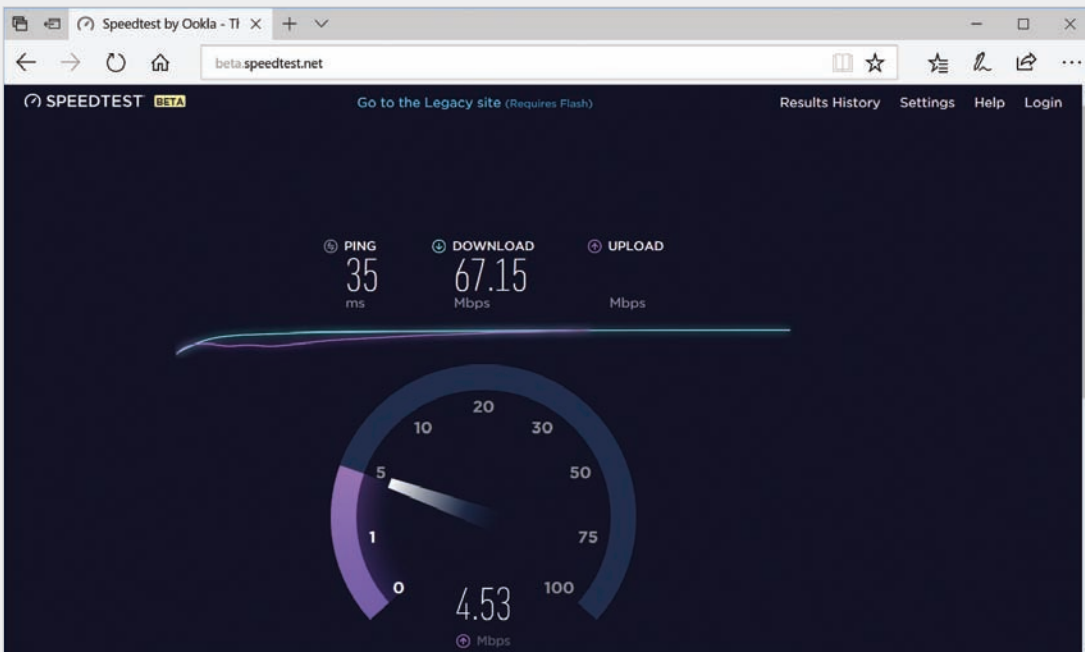 Speedtest by Ookla - Th
beta.speedtest.net
SPEEDTEST BETA
Go to the Legacy site (Requires Flash)
Results History Settings Help Login
PING DOWNLOAD UPLOAD
35 67.15
ms Mbps Mbps
20
10 30
5 50
1 75
0 100
4.53
Mbps